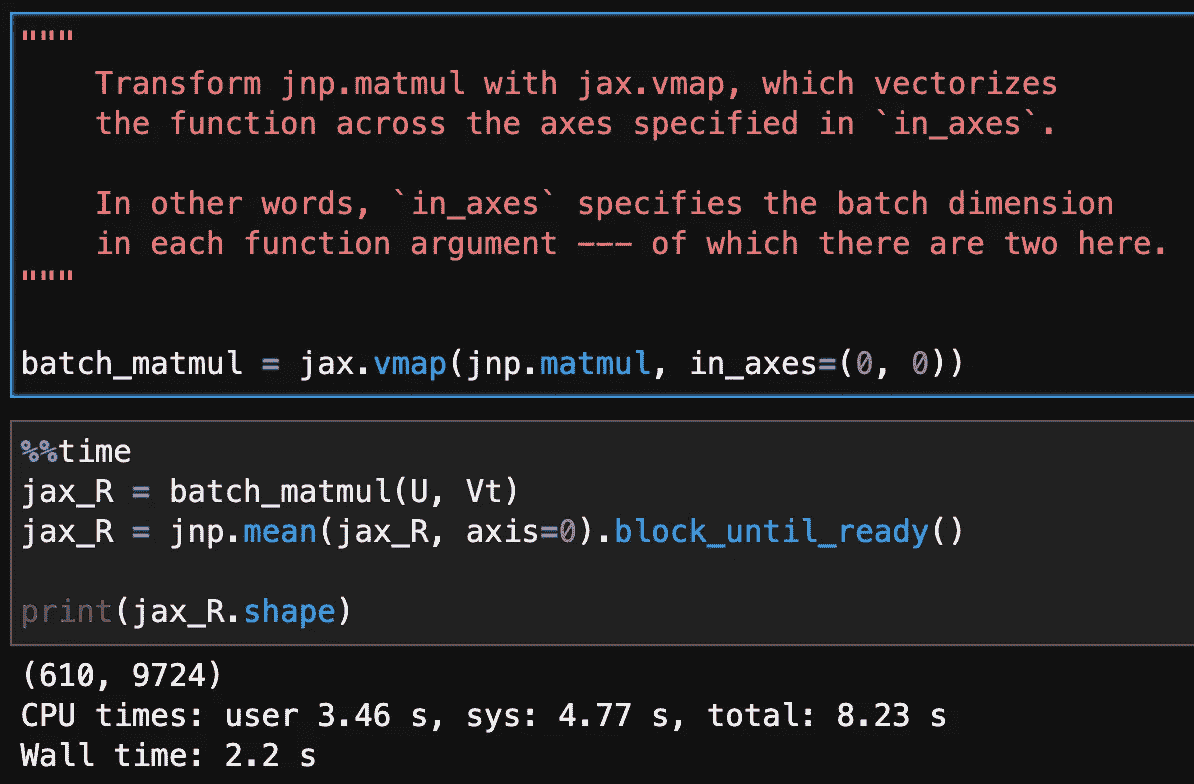 """
Transform jnp.matmul with jax.vmap, which vectorizes
the function across the axes specified in `in_axes`.
In other words, `in_axes` specifies the batch dimension
in each function argument --- of which there are two here.
"""
batch_matmul = jax.vmap(jnp.matmul, in_axes=(0, 0))
%%time
jax_R = batch_matmul(U, Vt)
jax_R = jnp.mean(jax_R, axis=0).block_until_ready()
print(jax_R.shape)
(610, 9724)
CPU times: user 3.46 s, sys: 4.77 s, total: 8.23 s
Wall time: 2.2 s